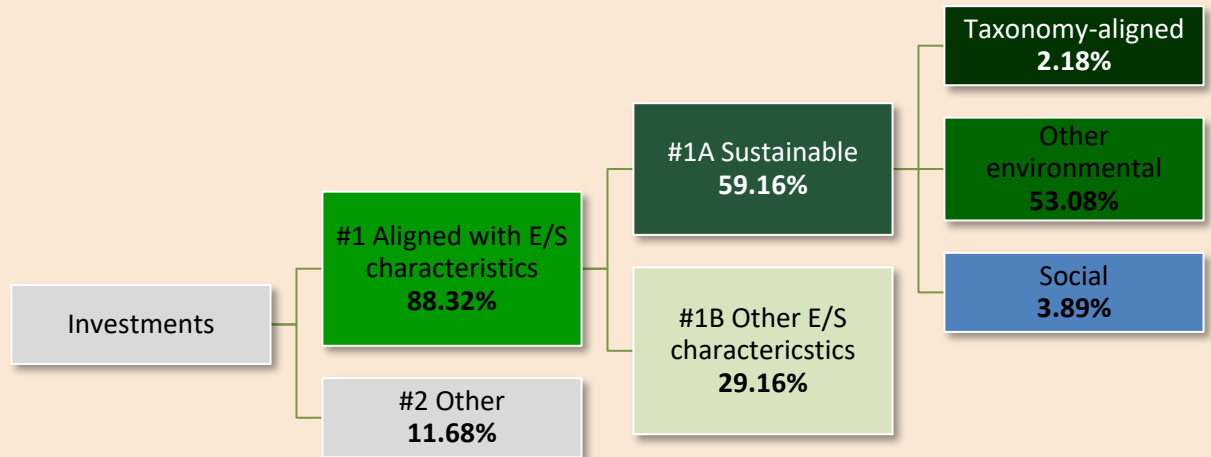 Investments
#1 Aligned with E/S
characteristics
88.32%
#2 Other
11.68%
#1A Sustainable
59.16%
#1B Other E/S
charactericstics
29.16%
Taxonomy-aligned
2.18%
Other
environmental
53.08%
Social
3.89%